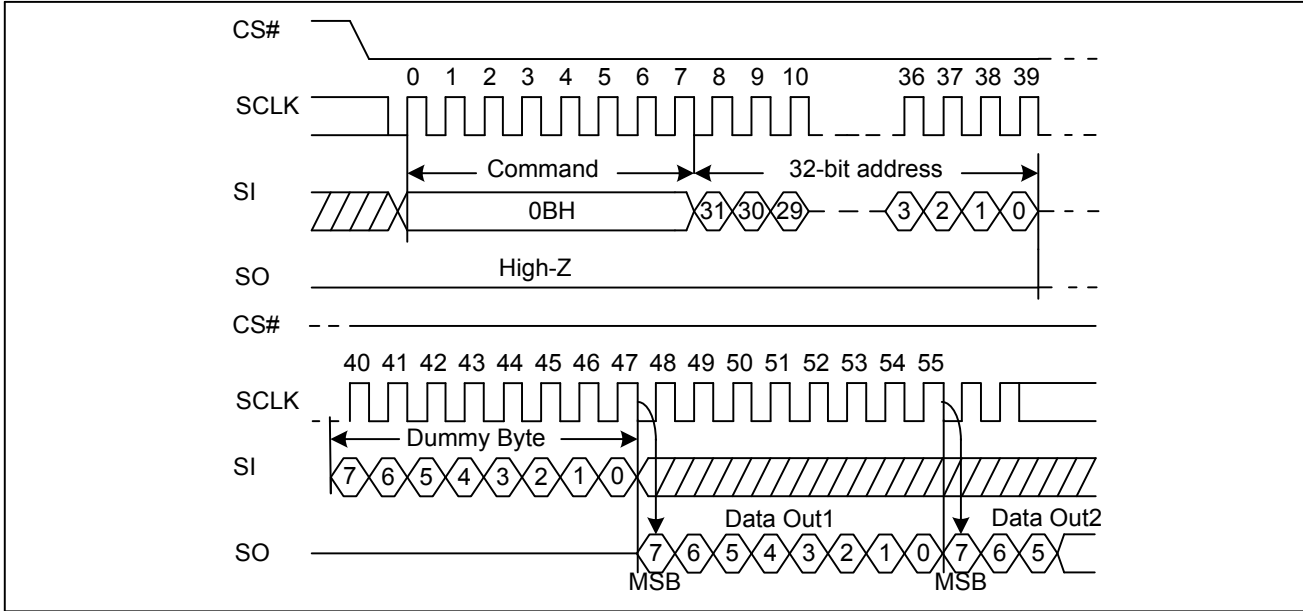 CS#
0 1 2 3 4 5 6 7 8 9 10 36 37 38 39
SCLK
Command 32-bit address
SI
0BH 31 30 29 3 2 1 0
High-Z
SO
CS#
40 41 42 43 44 45 46 47 48 49 50 51 52 53 54 55
SCLK
Dummy Byte
SI
7 6 5 4 3 2 1 0
Data Out1 Data Out2
SO
7 6 5 4 3 2 1 0 7 6 5
MSB MSB